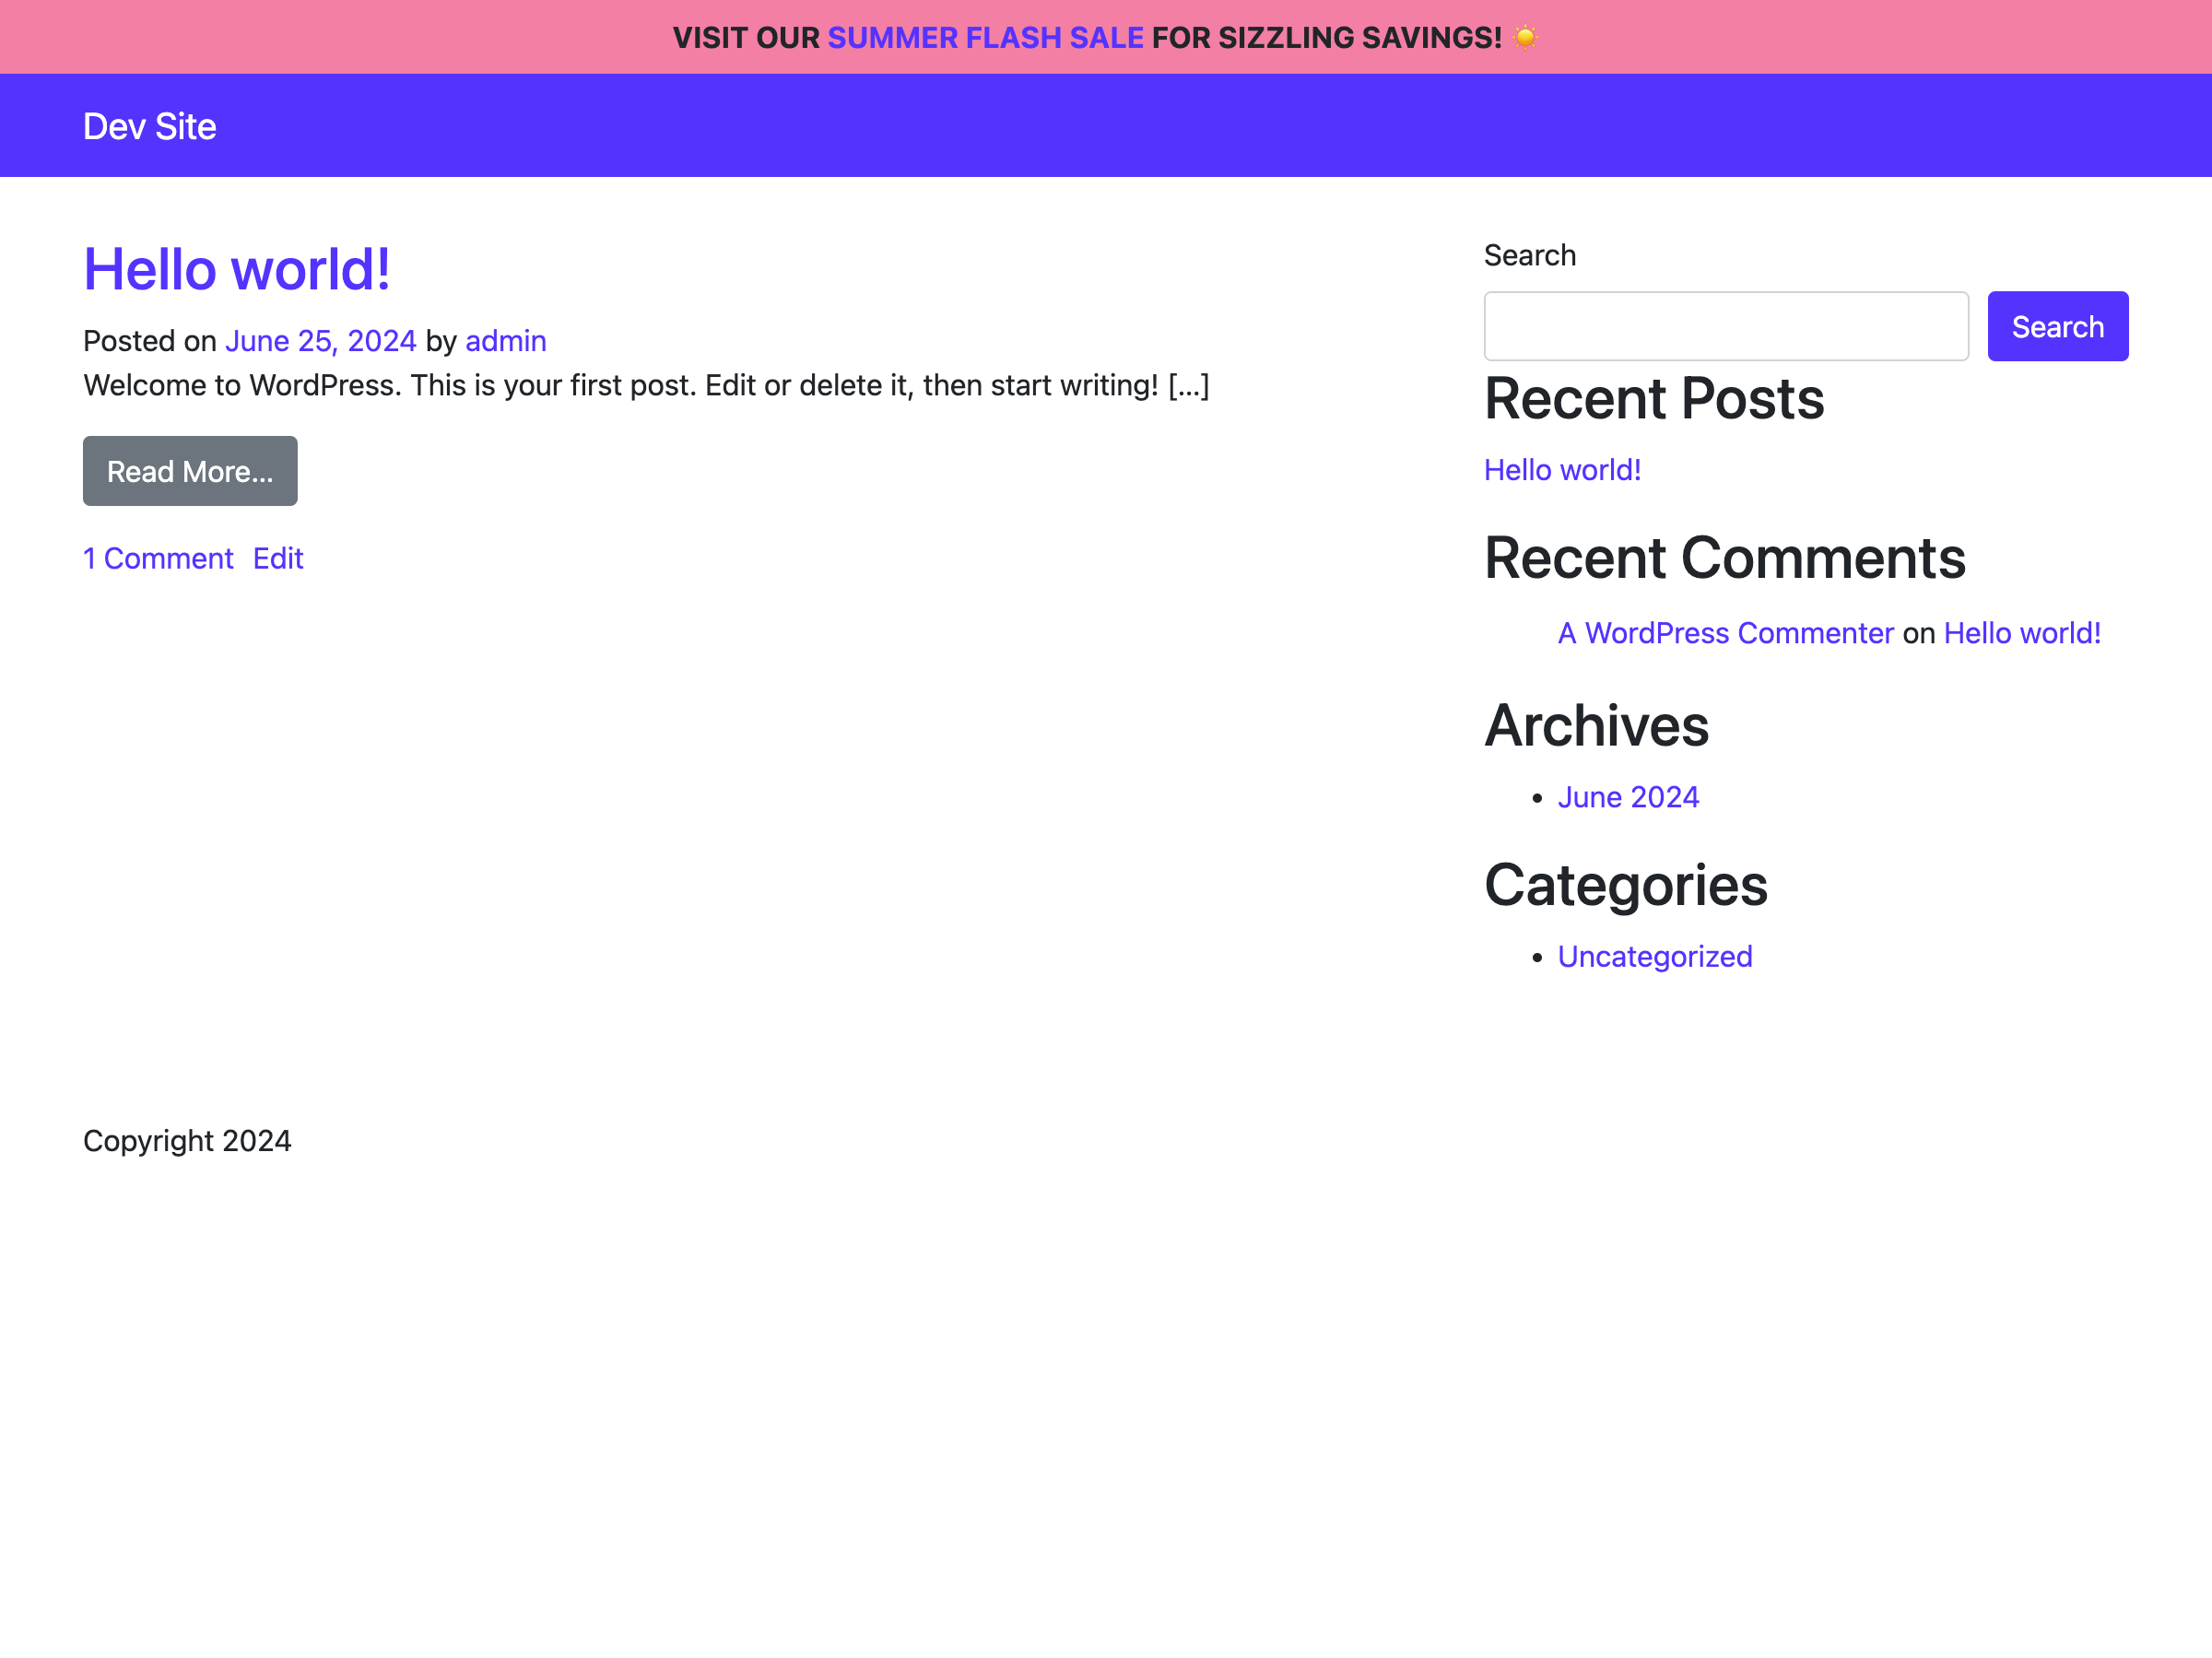 VISIT OUR SUMMER FLASH SALE FOR SIZZLING SAVINGS! ☀️
Dev Site
Hello world!
Posted on June 25, 2024 by admin
Welcome to WordPress. This is your first post. Edit or delete it, then start writing! [...]
Read More...
1 Comment Edit
Search
Search
Recent Posts
Hello world!
Recent Comments
A WordPress Commenter on Hello world!
Archives
• June 2024
Categories
• Uncategorized
Copyright 2024